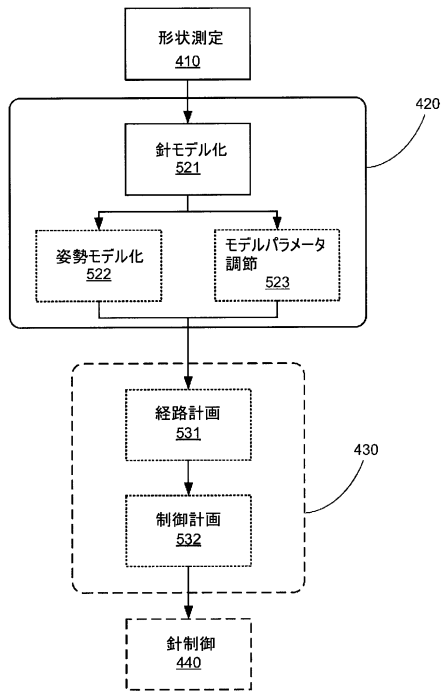 形状測定
410
420
針モデル化
521
姿勢モデル化
522
モデルパラメータ
調節
523
経路計画
531
430
制御計画
532
針制御
440